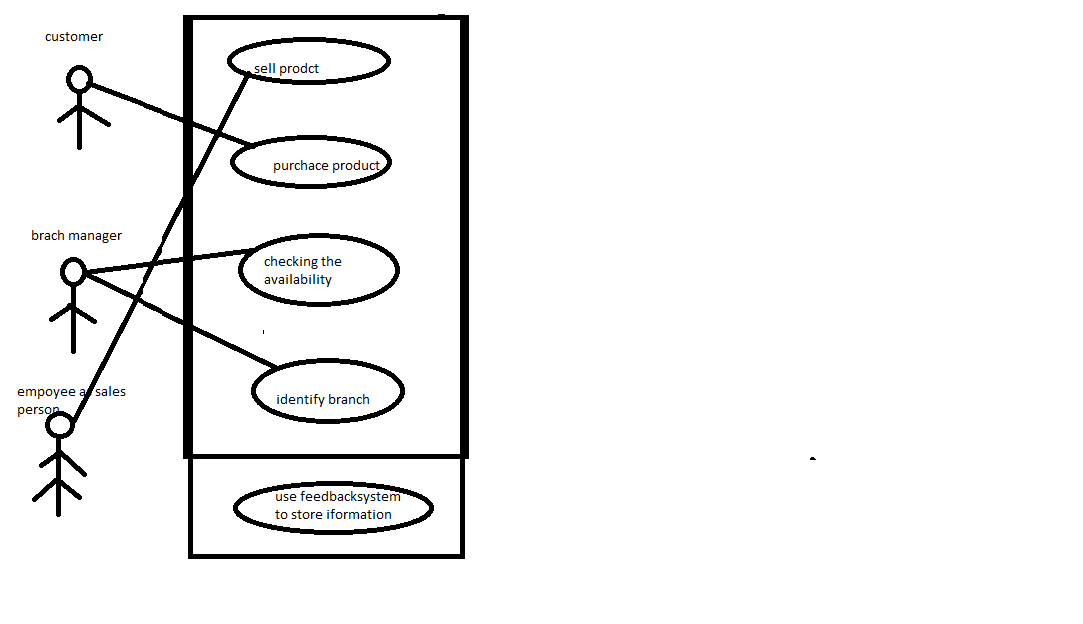 customer
sell prodct
purchace product
brach manager
checking the
availability
empoyee as sales
person
identify branch
use feedbacksystem
to store iformation